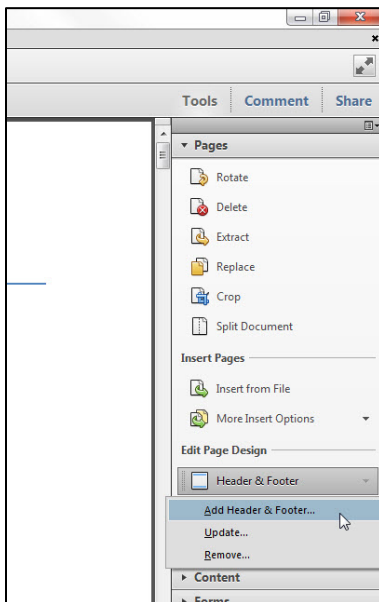 Tools Comment Share
Pages
Rotate
Delete
Extract
Replace
Crop
Split Document
Insert Pages
Insert from File
More Insert Options
Edit Page Design
Header & Footer
Add Header & Footer...
Update...
Remove...
Content
Forms